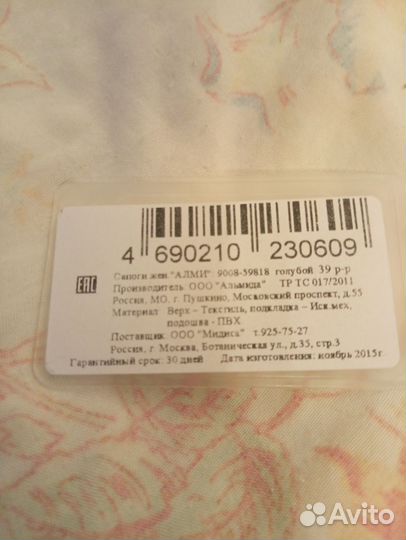 4 690210 230609
Сапоги жен."АЛМИ" 9008-59818 голубой 39 р-р
EAC
Производитель ООО "Альмида" ТР ТС 017/2011
Россия, МО, г. Пушкино, Московский проспект, д.55
Материал Верх – Текстиль, подкладка – Иск.мех,
подошва - ПВХ
Поставщик ООО "Мидиса" т.925-75-27
Россия, г. Москва, Ботаническая ул., д.35, стр.3
Гарантийный срок: 30 дней Дата изготовления: ноябрь 2015г.
Avito